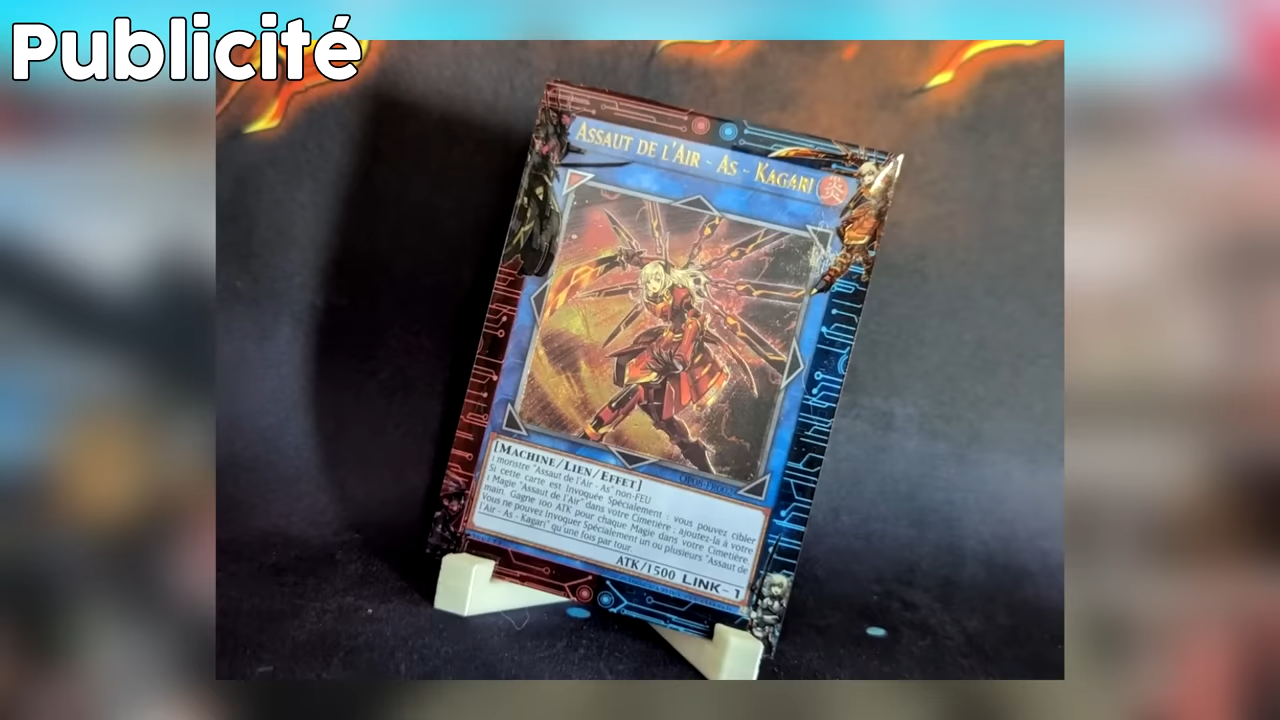 Publicité
ASSAUT DE L'AIR - AS - KAGARI
炎
[MACHINE/LIEN/EFFET]
1 monstre "Assaut de l'Air - As" non-FEU
Si cette carte est Invoquée Spécialement : vous pouvez cibler
1 Magie "Assaut de l'Air" dans votre Cimetière ; ajoutez-la à votre
main. Gagne 100 ATK pour chaque Magie dans votre Cimetière.
Vous ne pouvez Invoquer Spécialement un ou plusieurs "Assaut de
l'Air - As - Kagari" qu'une fois par tour.
ATK/1500 LINK-1